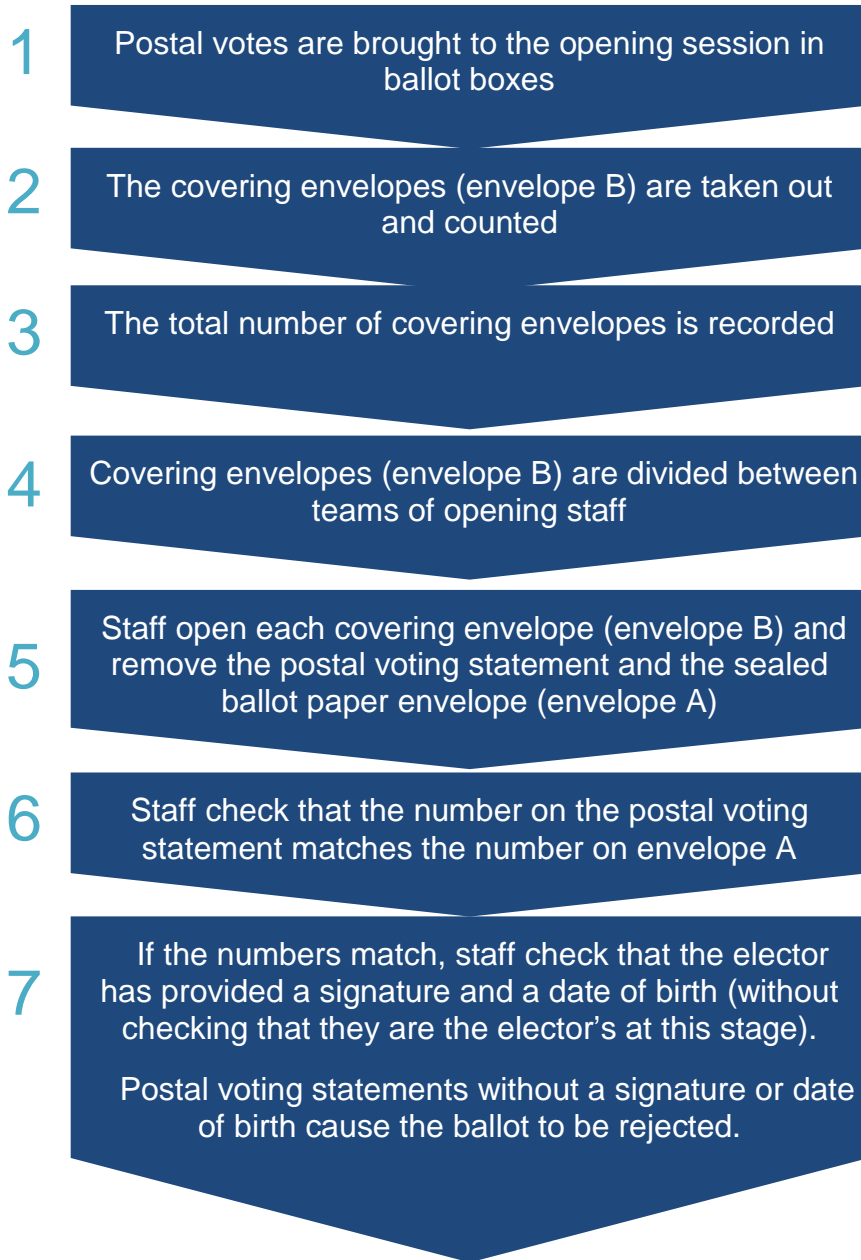 1
Postal votes are brought to the opening session in
ballot boxes
2
The covering envelopes (envelope B) are taken out
and counted
3
The total number of covering envelopes is recorded
4
Covering envelopes (envelope B) are divided between
teams of opening staff
5
Staff open each covering envelope (envelope B) and
remove the postal voting statement and the sealed
ballot paper envelope (envelope A)
6
Staff check that the number on the postal voting
statement matches the number on envelope A
7
If the numbers match, staff check that the elector
has provided a signature and a date of birth (without
checking that they are the elector’s at this stage).
Postal voting statements without a signature or date
of birth cause the ballot to be rejected.